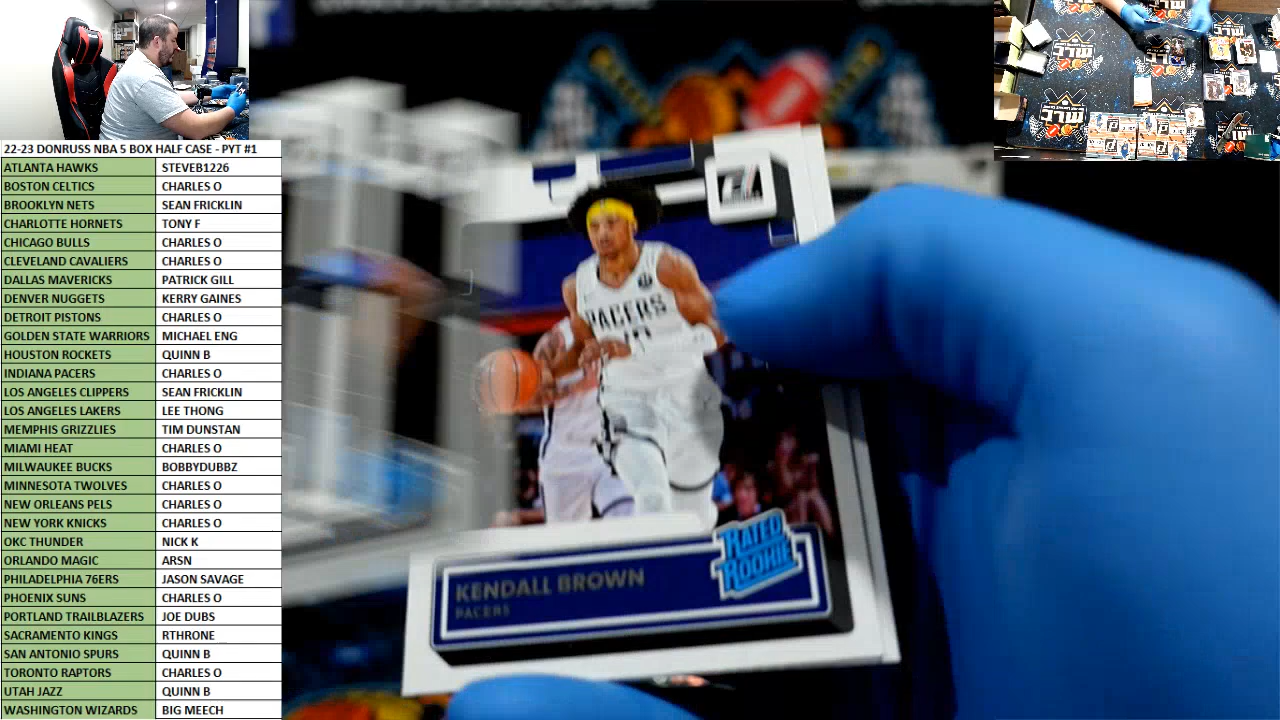 22-23 DONRUSS NBA 5 BOX HALF CASE - PYT #1
ATLANTA HAWKS STEVEB1226
BOSTON CELTICS CHARLES O
BROOKLYN NETS SEAN FRICKLIN
CHARLOTTE HORNETS TONY F
CHICAGO BULLS CHARLES O
CLEVELAND CAVALIERS CHARLES O
DALLAS MAVERICKS PATRICK GILL
DENVER NUGGETS KERRY GAINES
DETROIT PISTONS CHARLES O
GOLDEN STATE WARRIORS MICHAEL ENG
HOUSTON ROCKETS QUINN B
INDIANA PACERS CHARLES O
LOS ANGELES CLIPPERS SEAN FRICKLIN
LOS ANGELES LAKERS LEE THONG
MEMPHIS GRIZZLIES TIM DUNSTAN
MIAMI HEAT CHARLES O
MILWAUKEE BUCKS BOBBYDUBBZ
MINNESOTA TWOLVES CHARLES O
NEW ORLEANS PELS CHARLES O
NEW YORK KNICKS CHARLES O
OKC THUNDER NICK K
ORLANDO MAGIC ARSN
PHILADELPHIA 76ERS JASON SAVAGE
PHOENIX SUNS CHARLES O
PORTLAND TRAILBLAZERS JOE DUBS
SACRAMENTO KINGS RTHRONE
SAN ANTONIO SPURS QUINN B
TORONTO RAPTORS CHARLES O
UTAH JAZZ QUINN B
WASHINGTON WIZARDS BIG MEECH
PACERS
RATED
ROOKIE
KENDALL BROWN
PACERS